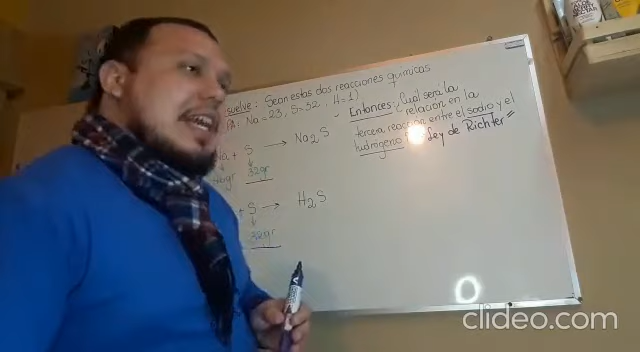 suelve: Sean estas dos reacciones químicas
(PA: Na = 23, S = 32, H = 1)
- Entonces: ¿Cuál será la
relación en la
tercera reacción entre el sodio y el
hidrógeno Ley de Richter"
+ S → Na2S
32gr
+ S → H2S
32gr
clideo.com